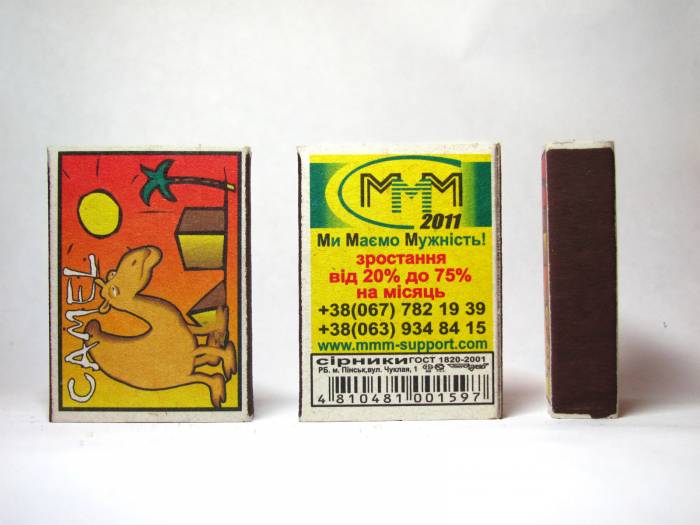 CAMEL
МММ
2011
Ми Маємо Мужність!
зростання
від 20% до 75%
на місяць
+38(067) 782 19 39
+38(063) 934 84 15
www.mmm-support.com
сірники ГОСТ 1820-2001
РБ. м. Пінськ,вул. Чуклая, 1
4 810481 001597